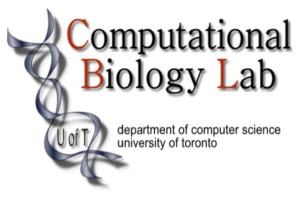 Computational
Biology Lab
U of T
department of computer science
university of toronto